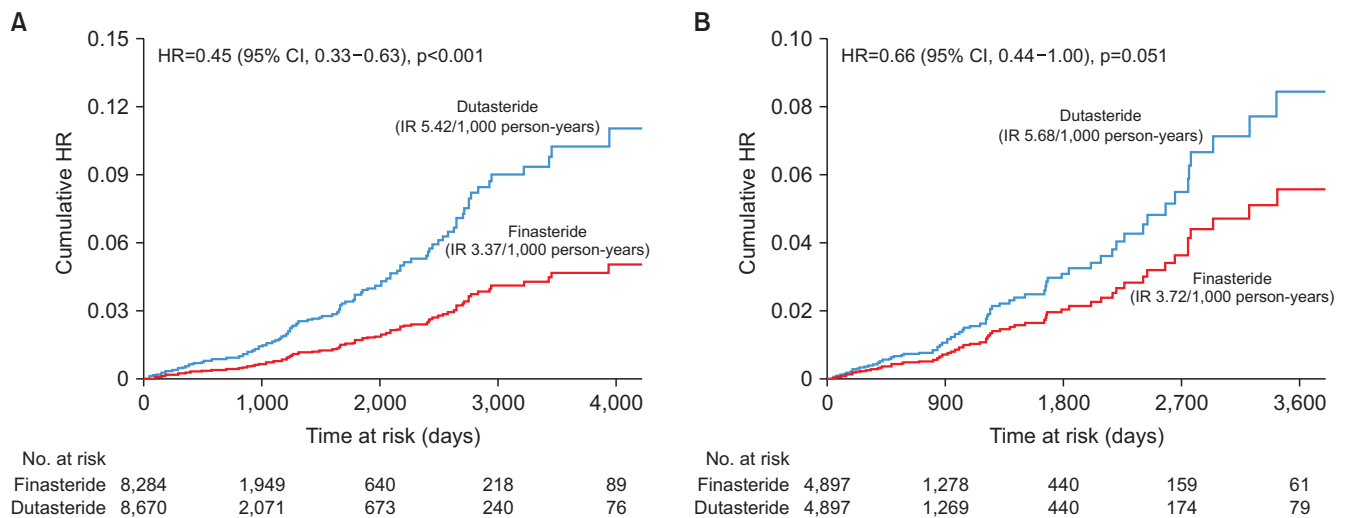 A
HR=0.45 (95% CI, 0.33−0.63), p<0.001
Cumulative HR
0.15
0.12
0.09
0.06
0.03
0
Dutasteride
(IR 5.42/1,000 person-years)
Finasteride
(IR 3.37/1,000 person-years)
0 1,000 2,000 3,000 4,000
Time at risk (days)
No. at risk
Finasteride 8,284 1,949 640 218 89
Dutasteride 8,670 2,071 673 240 76
B
HR=0.66 (95% CI, 0.44−1.00), p=0.051
Cumulative HR
0.10
0.08
0.06
0.04
0.02
0
Dutasteride
(IR 5.68/1,000 person-years)
Finasteride
(IR 3.72/1,000 person-years)
0 900 1,800 2,700 3,600
Time at risk (days)
No. at risk
Finasteride 4,897 1,278 440 159 61
Dutasteride 4,897 1,269 440 174 79